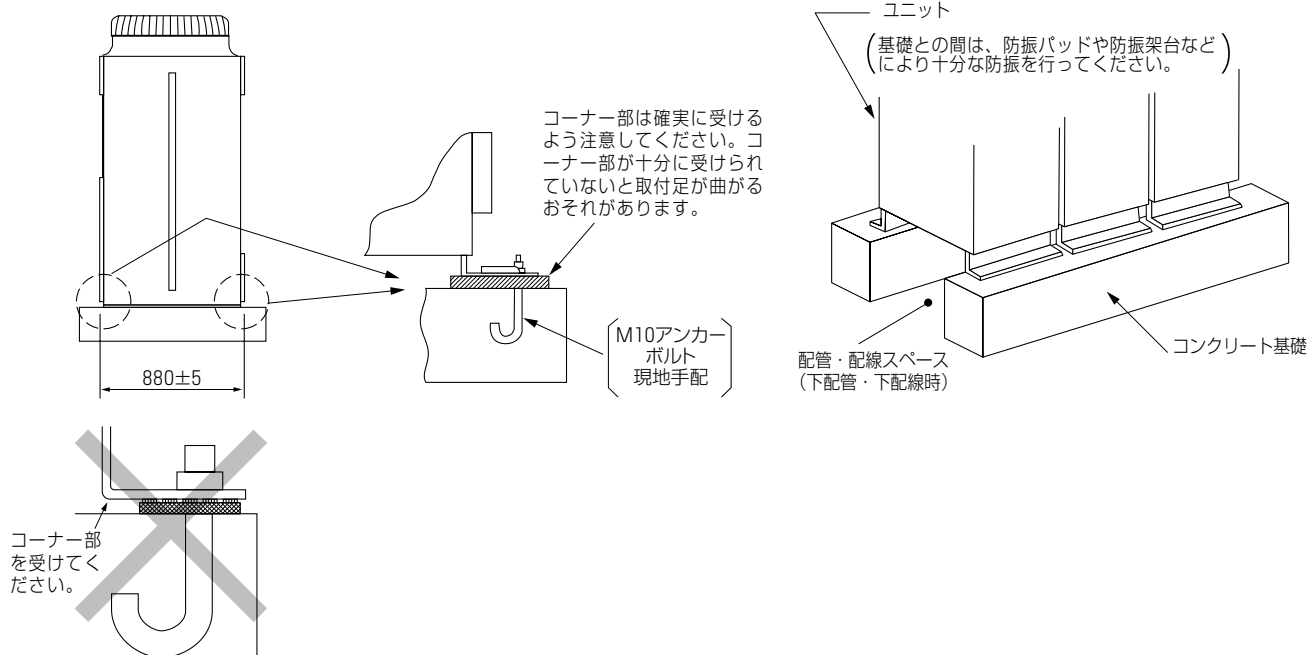 ユニット
基礎との間は、防振パッドや防振架台など
により十分な防振を行ってください。
コーナー部は確実に受ける
よう注意してください。コ
ーナー部が十分に受けられ
ていないと取付足が曲がる
おそれがあります。
M10アンカー
ボルト
現地手配
880±5
配管・配線スペース
(下配管・下配線時)
コンクリート基礎
コーナー部
を受けてく
ださい。